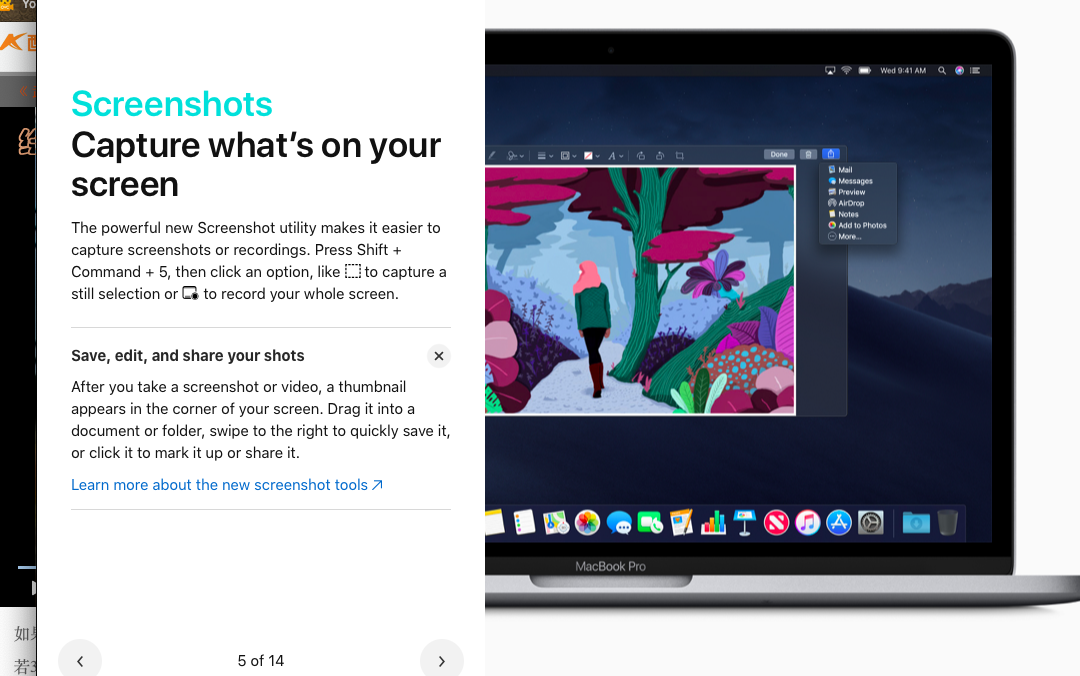 Yo
Screenshots
Capture what’s on your
screen
The powerful new Screenshot utility makes it easier to
capture screenshots or recordings. Press Shift +
Command + 5, then click an option, like to capture a
still selection or to record your whole screen.
Save, edit, and share your shots
After you take a screenshot or video, a thumbnail
appears in the corner of your screen. Drag it into a
document or folder, swipe to the right to quickly save it,
or click it to mark it up or share it.
Learn more about the new screenshot tools
5 of 14
如果
若3
Wed 9:41 AM
Done
Mail
Messages
Preview
AirDrop
Notes
Add to Photos
More...
MacBook Pro